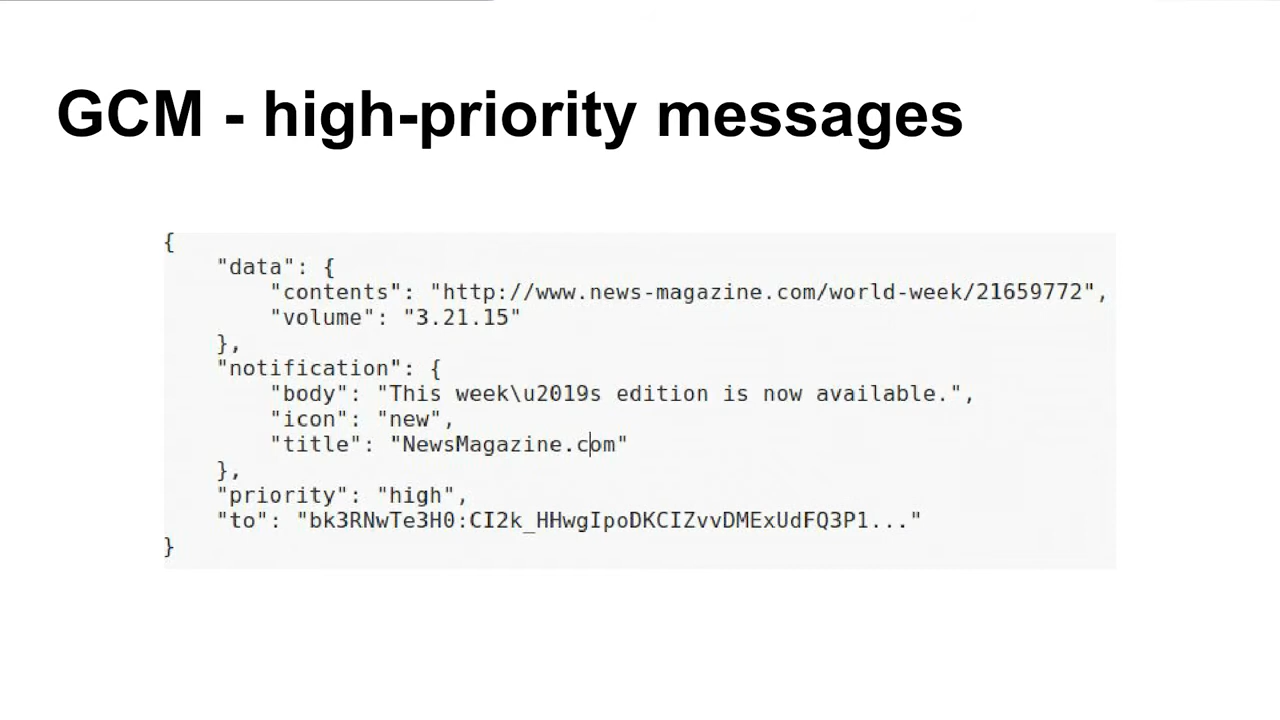 GCM - high-priority messages
{
    "data": {
        "contents": "http://www.news-magazine.com/world-week/21659772",
        "volume": "3.21.15"
    },
    "notification": {
        "body": "This week\u2019s edition is now available.",
        "icon": "new",
        "title": "NewsMagazine.com"
    },
    "priority": "high",
    "to": "bk3RNwTe3H0:CI2k_HHwgIpoDKCIZvvDMExUdFQ3P1..."
}